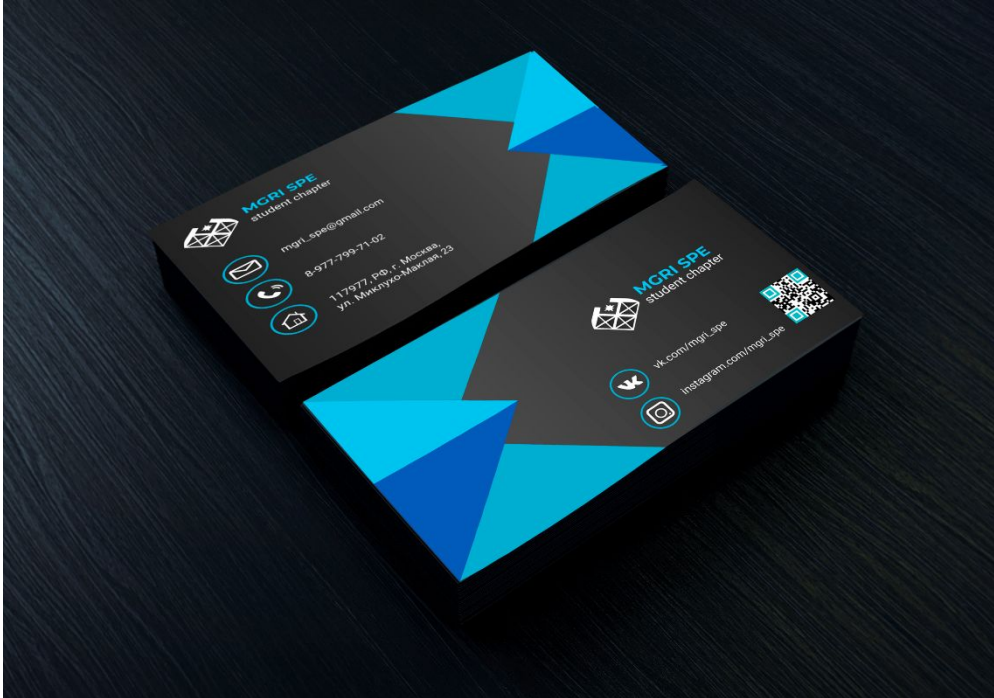 MGRI SPE
student chapter
mgri_spe@gmail.com
8-977-799-71-02
117977, РФ, г. Москва,
ул. Миклухо-Маклая, 23
MGRI SPE
student chapter
vk.com/mgri_spe
instagram.com/mgri_spe